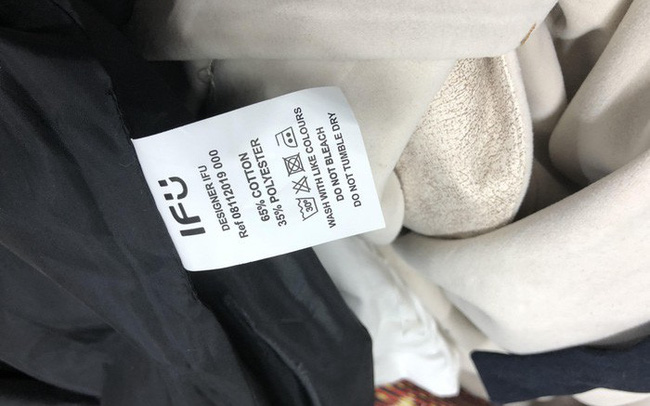 IFÜ
DESIGNER IFU
Ref 08112019 000
65% COTTON
35% POLYESTER
30°
WASH WITH LIKE COLOURS
DO NOT BLEACH
DO NOT TUMBLE DRY